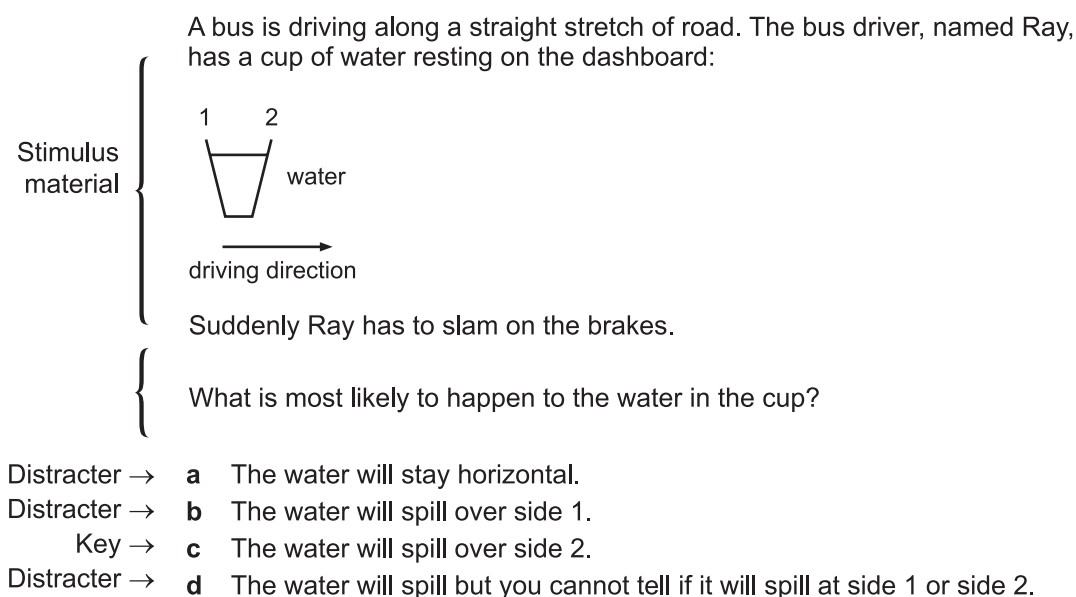 A bus is driving along a straight stretch of road. The bus driver, named Ray,
has a cup of water resting on the dashboard:
1 2
Stimulus
material
water
driving direction
Suddenly Ray has to slam on the brakes.
What is most likely to happen to the water in the cup?
Distracter → a The water will stay horizontal.
Distracter → b The water will spill over side 1.
Key → c The water will spill over side 2.
Distracter → d The water will spill but you cannot tell if it will spill at side 1 or side 2.